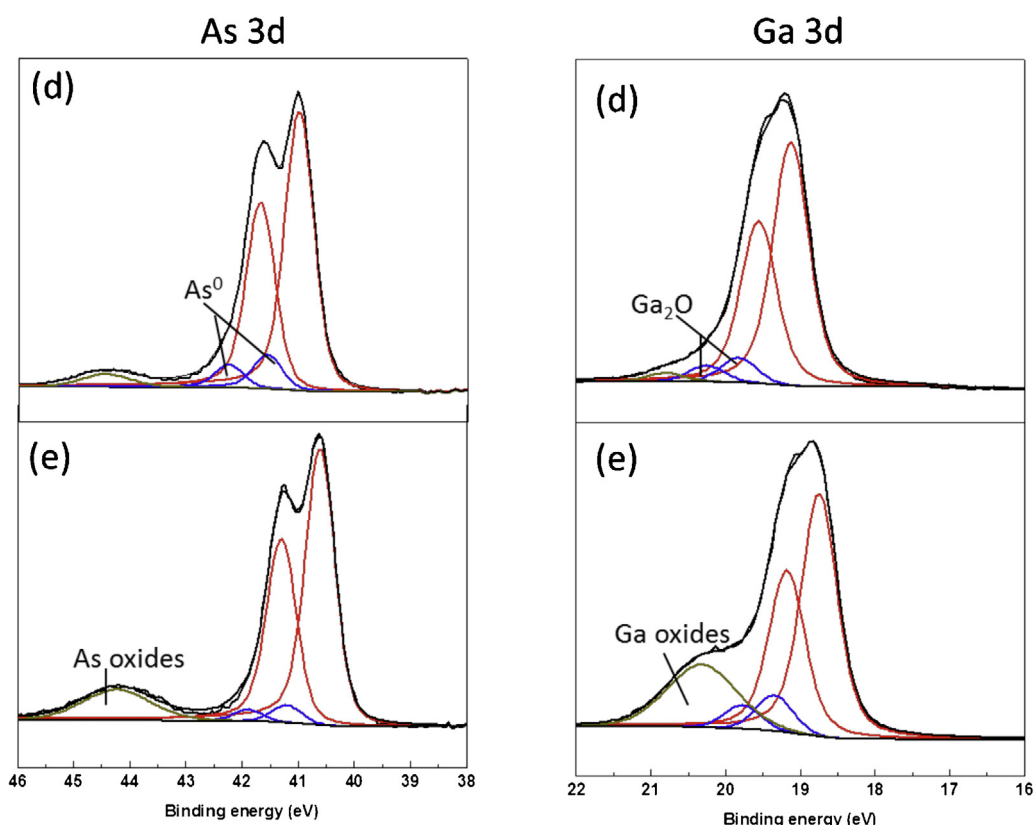 As 3d
Ga 3d
(d)
As⁰
(d)
Ga₂O
(e)
As oxides
(e)
Ga oxides
46 45 44 43 42 41 40 39 38
Binding energy (eV)
22 21 20 19 18 17 16
Binding energy (eV)